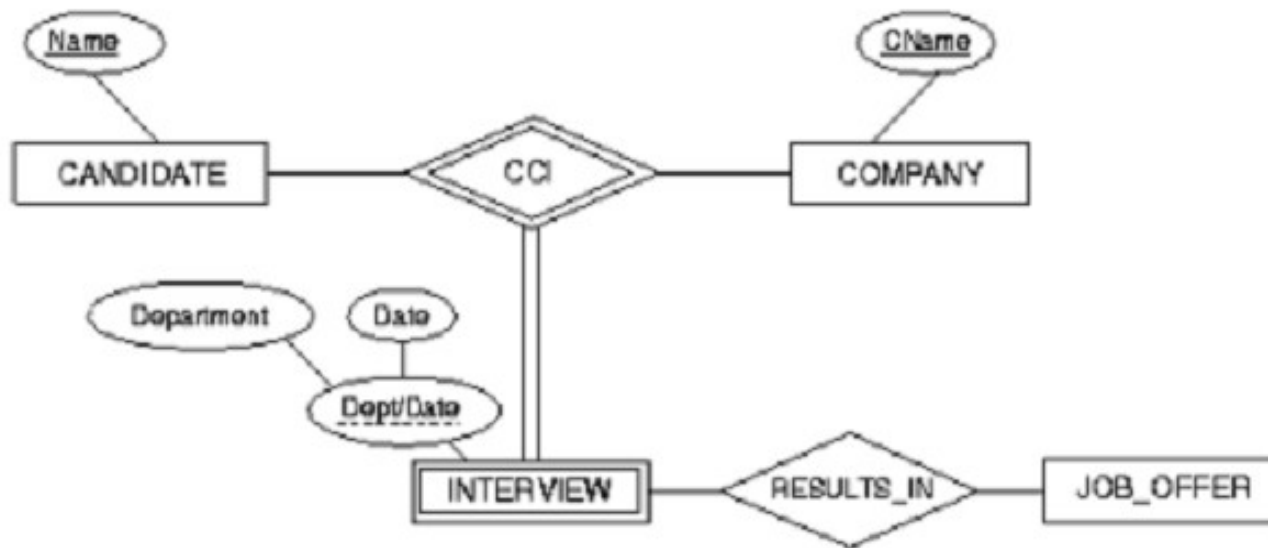 Name
CName
CANDIDATE
CCI
COMPANY
Department
Date
Dept/Date
INTERVIEW
RESULTS_IN
JOB_OFFER